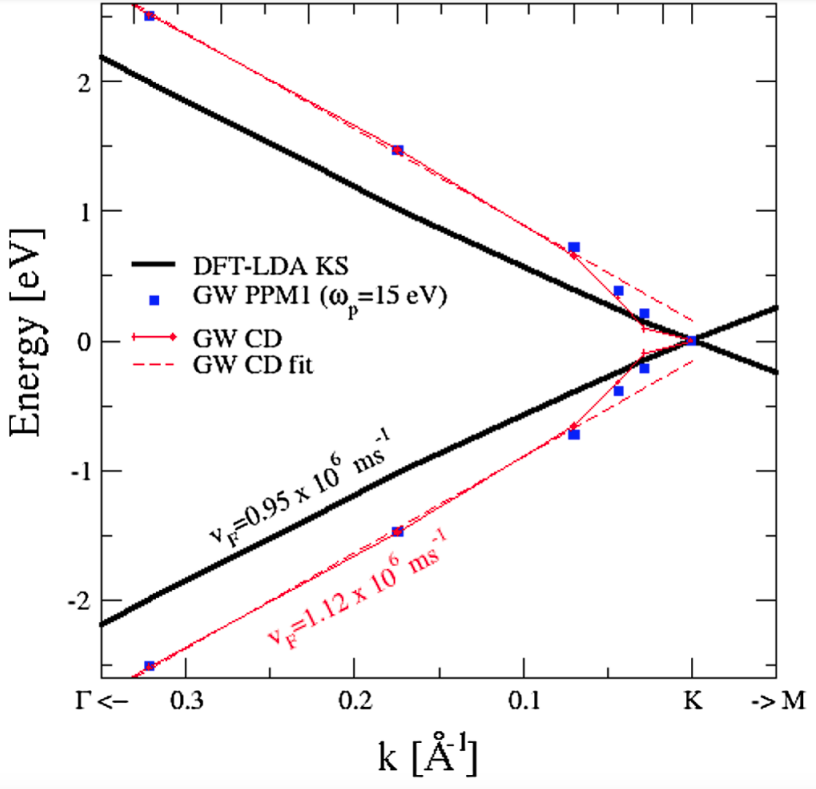 2
1
0
-1
-2
Energy [eV]
DFT-LDA KS
GW PPM1 (ωp=15 eV)
GW CD
GW CD fit
vF=0.95 x 10^6 ms^-1
vF=1.12 x 10^6 ms^-1
Γ <– 0.3 0.2 0.1 K -> M
k [Å^-1]